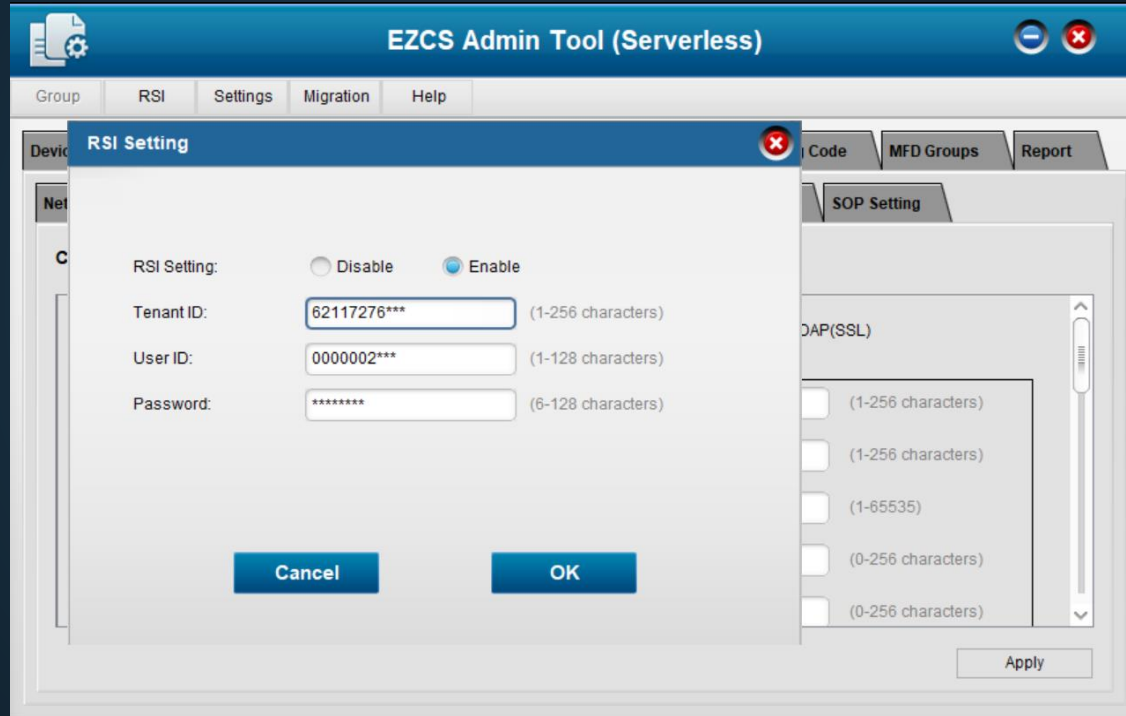 EZCS Admin Tool (Serverless)
Group RSI Settings Migration Help
RSI Setting
Code MFD Groups Report
SOP Setting
RSI Setting: Disable Enable
Tenant ID: 62117276*** (1-256 characters)
User ID: 0000002*** (1-128 characters)
Password: ******** (6-128 characters)
Cancel OK
DAP(SSL)
(1-256 characters)
(1-256 characters)
(1-65535)
(0-256 characters)
(0-256 characters)
Apply